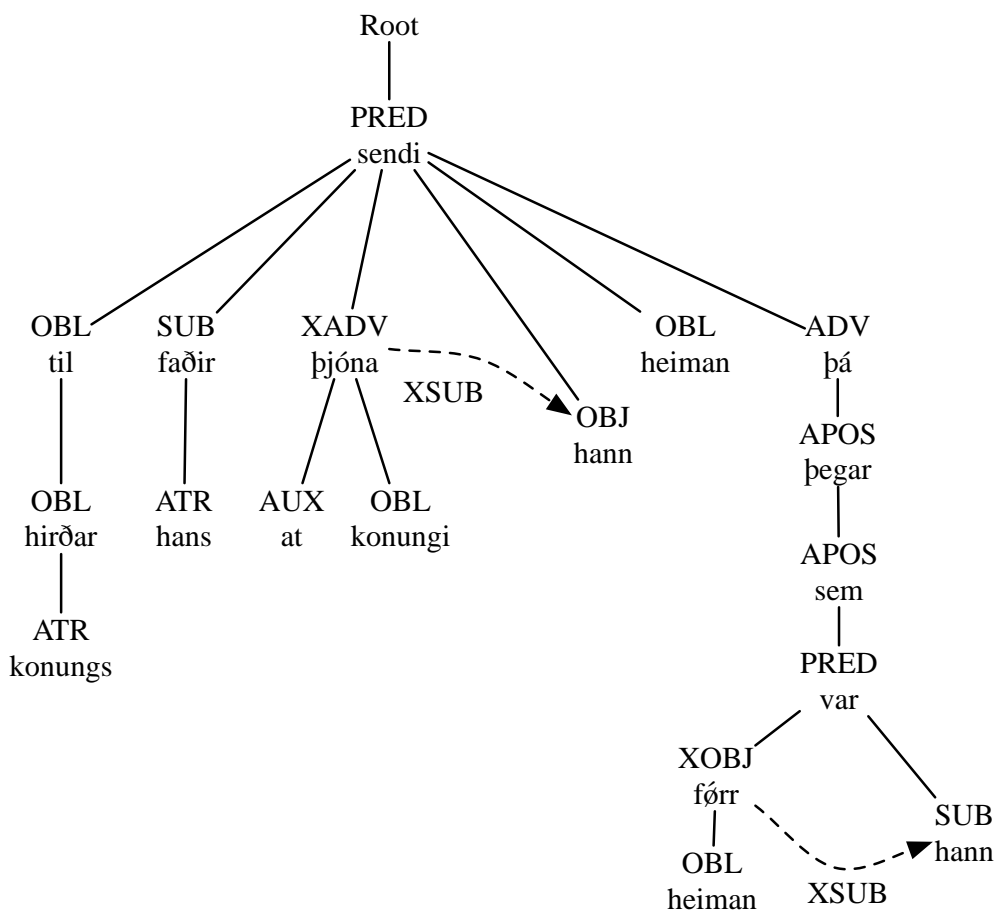 Root
PRED
sendi
OBL SUB XADV OBL ADV
til faðir þjóna heiman þá
XSUB
OBJ
hann
APOS
þegar
OBL ATR AUX OBL
hirðar hans at konungi
APOS
sem
ATR
konungs
PRED
var
XOBJ
fǿrr
SUB
hann
OBL
heiman
XSUB